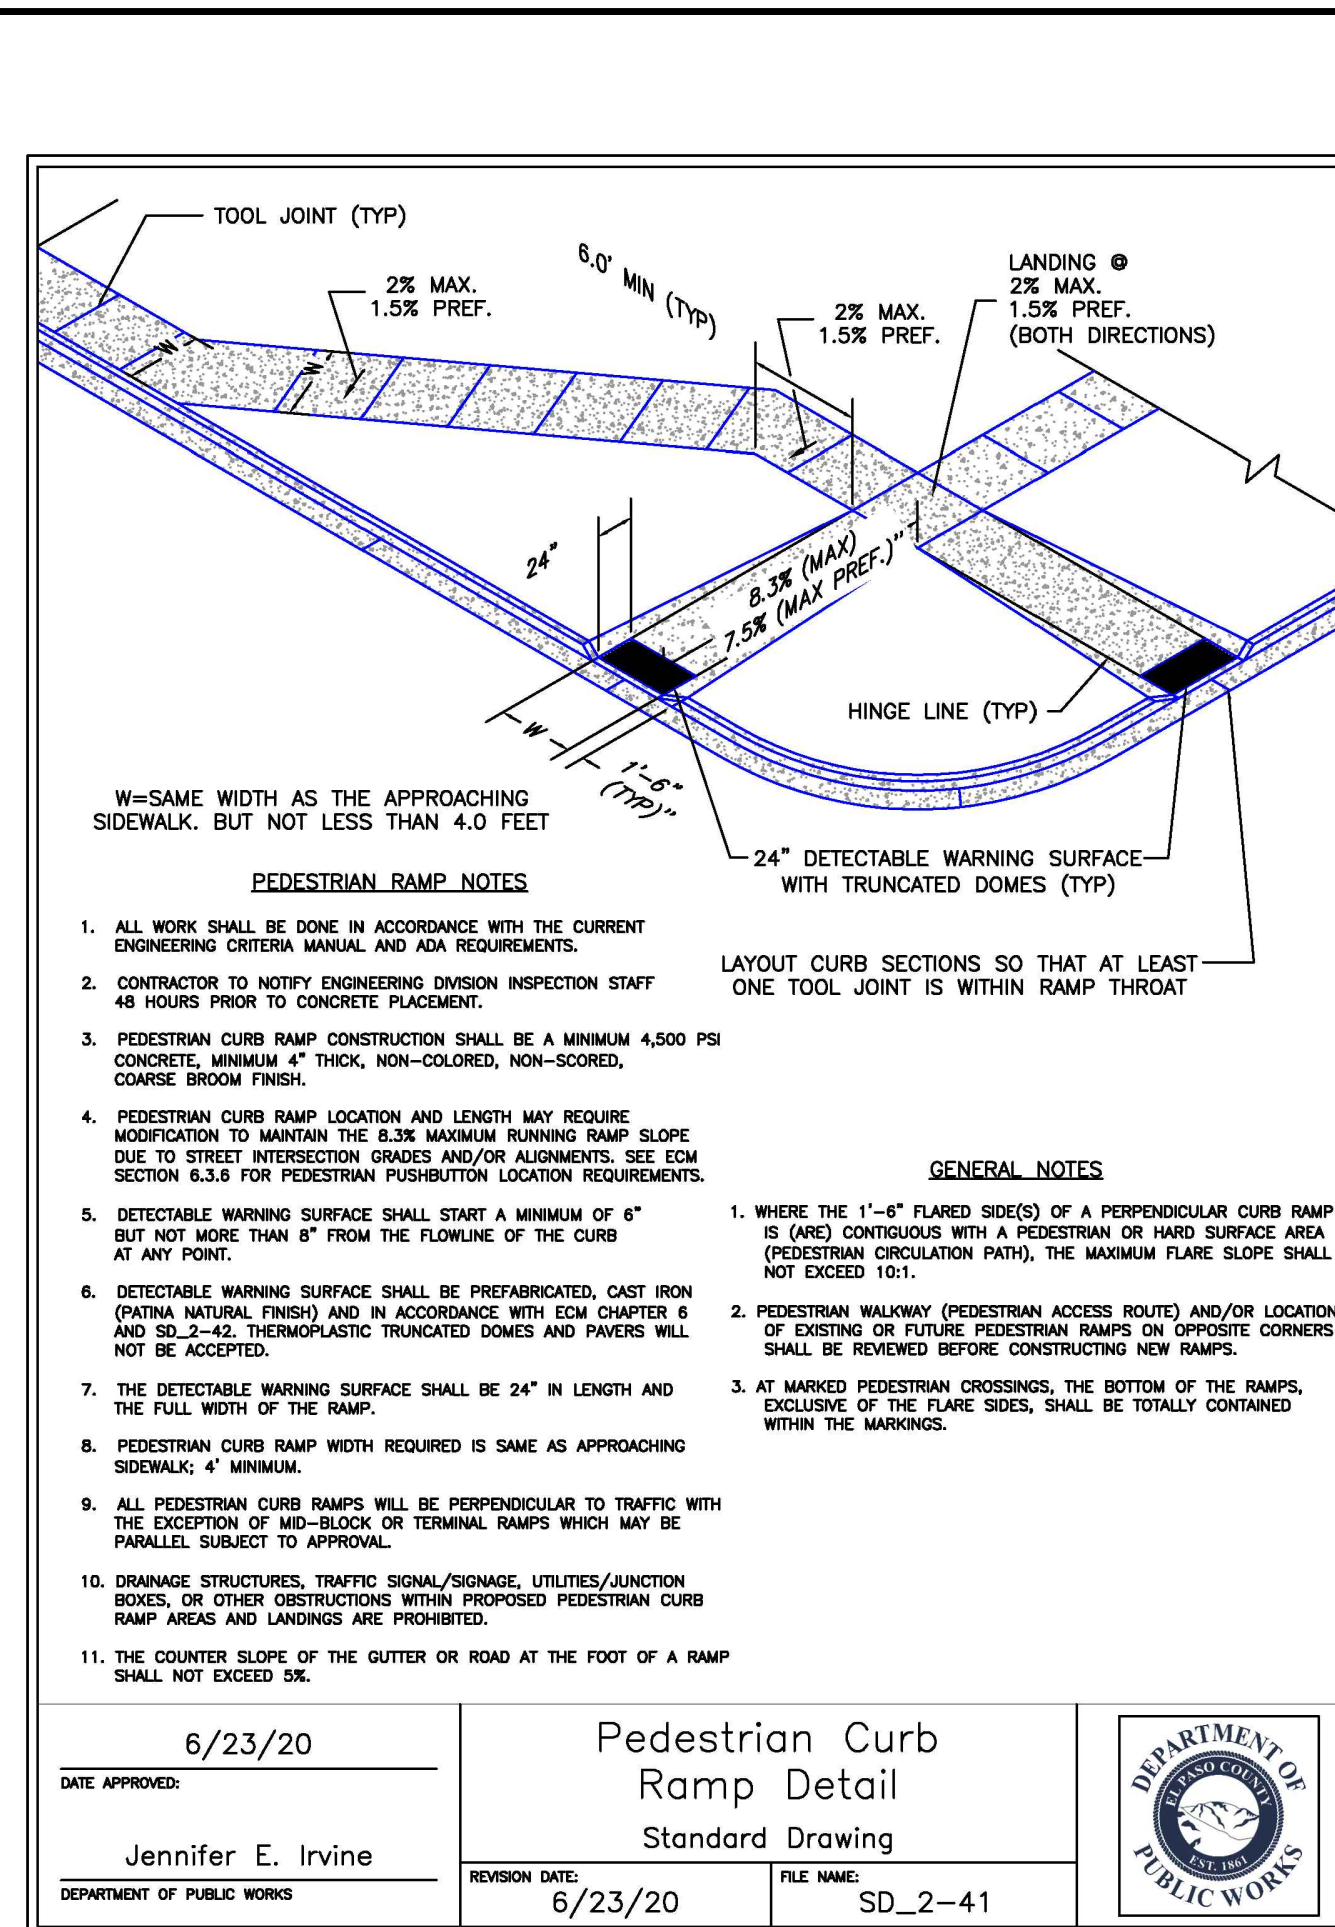 TOOL JOINT (TYP)
2% MAX.
1.5% PREF.
6.0' MIN (TYP)
2% MAX.
1.5% PREF.
LANDING @
2% MAX.
1.5% PREF.
(BOTH DIRECTIONS)
W
W
24"
8.3% (MAX)
7.5% (MAX PREF.)"
HINGE LINE (TYP)
W
1'-6"
(TYP)"
W=SAME WIDTH AS THE APPROACHING
SIDEWALK. BUT NOT LESS THAN 4.0 FEET
24" DETECTABLE WARNING SURFACE
WITH TRUNCATED DOMES (TYP)
LAYOUT CURB SECTIONS SO THAT AT LEAST
ONE TOOL JOINT IS WITHIN RAMP THROAT
PEDESTRIAN RAMP NOTES
1. ALL WORK SHALL BE DONE IN ACCORDANCE WITH THE CURRENT
ENGINEERING CRITERIA MANUAL AND ADA REQUIREMENTS.
2. CONTRACTOR TO NOTIFY ENGINEERING DIVISION INSPECTION STAFF
48 HOURS PRIOR TO CONCRETE PLACEMENT.
3. PEDESTRIAN CURB RAMP CONSTRUCTION SHALL BE A MINIMUM 4,500 PSI
CONCRETE, MINIMUM 4" THICK, NON-COLORED, NON-SCORED,
COARSE BROOM FINISH.
4. PEDESTRIAN CURB RAMP LOCATION AND LENGTH MAY REQUIRE
MODIFICATION TO MAINTAIN THE 8.3% MAXIMUM RUNNING RAMP SLOPE
DUE TO STREET INTERSECTION GRADES AND/OR ALIGNMENTS. SEE ECM
SECTION 6.3.6 FOR PEDESTRIAN PUSHBUTTON LOCATION REQUIREMENTS.
5. DETECTABLE WARNING SURFACE SHALL START A MINIMUM OF 6"
BUT NOT MORE THAN 8" FROM THE FLOWLINE OF THE CURB
AT ANY POINT.
6. DETECTABLE WARNING SURFACE SHALL BE PREFABRICATED, CAST IRON
(PATINA NATURAL FINISH) AND IN ACCORDANCE WITH ECM CHAPTER 6
AND SD_2-42. THERMOPLASTIC TRUNCATED DOMES AND PAVERS WILL
NOT BE ACCEPTED.
7. THE DETECTABLE WARNING SURFACE SHALL BE 24" IN LENGTH AND
THE FULL WIDTH OF THE RAMP.
8. PEDESTRIAN CURB RAMP WIDTH REQUIRED IS SAME AS APPROACHING
SIDEWALK; 4' MINIMUM.
9. ALL PEDESTRIAN CURB RAMPS WILL BE PERPENDICULAR TO TRAFFIC WITH
THE EXCEPTION OF MID-BLOCK OR TERMINAL RAMPS WHICH MAY BE
PARALLEL SUBJECT TO APPROVAL.
10. DRAINAGE STRUCTURES, TRAFFIC SIGNAL/SIGNAGE, UTILITIES/JUNCTION
BOXES, OR OTHER OBSTRUCTIONS WITHIN PROPOSED PEDESTRIAN CURB
RAMP AREAS AND LANDINGS ARE PROHIBITED.
11. THE COUNTER SLOPE OF THE GUTTER OR ROAD AT THE FOOT OF A RAMP
SHALL NOT EXCEED 5%.
GENERAL NOTES
1. WHERE THE 1'-6" FLARED SIDE(S) OF A PERPENDICULAR CURB RAMP
IS (ARE) CONTIGUOUS WITH A PEDESTRIAN OR HARD SURFACE AREA
(PEDESTRIAN CIRCULATION PATH), THE MAXIMUM FLARE SLOPE SHALL
NOT EXCEED 10:1.
2. PEDESTRIAN WALKWAY (PEDESTRIAN ACCESS ROUTE) AND/OR LOCATION
OF EXISTING OR FUTURE PEDESTRIAN RAMPS ON OPPOSITE CORNERS
SHALL BE REVIEWED BEFORE CONSTRUCTING NEW RAMPS.
3. AT MARKED PEDESTRIAN CROSSINGS, THE BOTTOM OF THE RAMPS,
EXCLUSIVE OF THE FLARE SIDES, SHALL BE TOTALLY CONTAINED
WITHIN THE MARKINGS.
6/23/20
DATE APPROVED:
Jennifer E. Irvine
DEPARTMENT OF PUBLIC WORKS
Pedestrian Curb
Ramp Detail
Standard Drawing
REVISION DATE:
6/23/20
FILE NAME:
SD_2-41
DEPARTMENT OF
EL PASO COUNTY
EST. 1861
PUBLIC WORKS